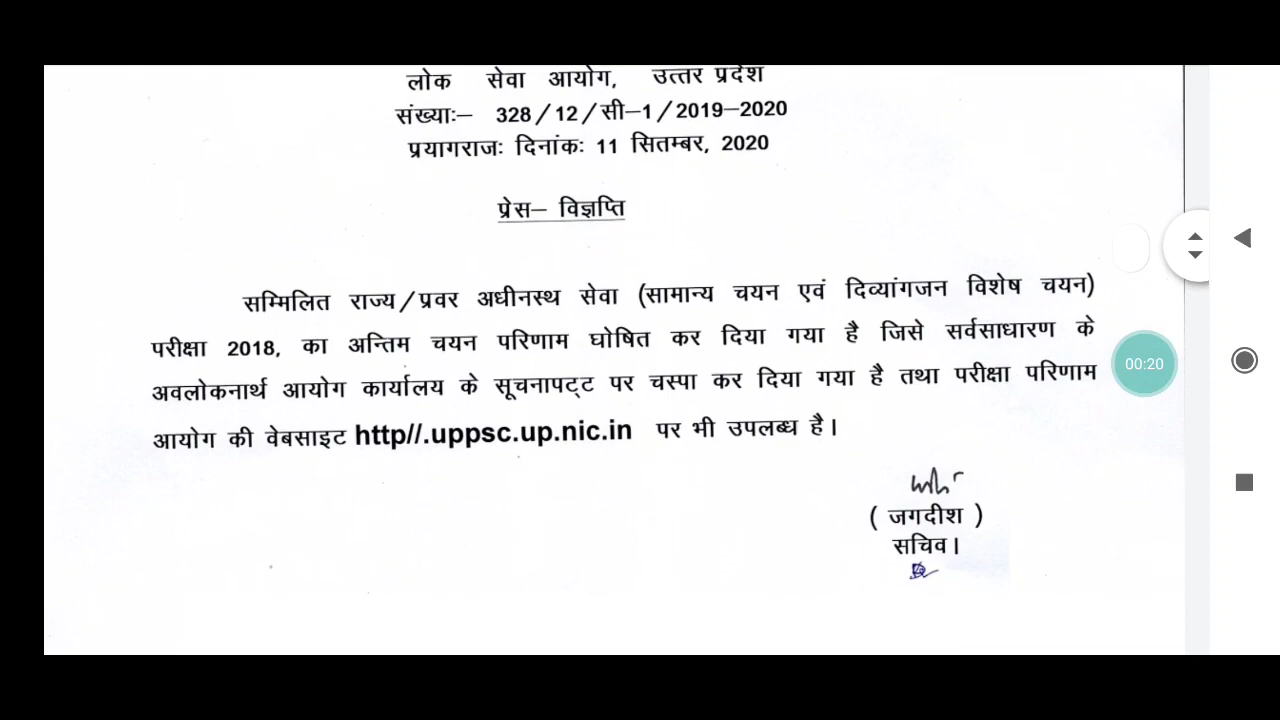 लोक सेवा आयोग, उत्तर प्रदेश
संख्याः– 328/12/सी–1/2019–2020
प्रयागराजः दिनांकः 11 सितम्बर, 2020
प्रेस– विज्ञप्ति
सम्मिलित राज्य/प्रवर अधीनस्थ सेवा (सामान्य चयन एवं दिव्यांगजन विशेष चयन)
परीक्षा 2018, का अन्तिम चयन परिणाम घोषित कर दिया गया है जिसे सर्वसाधारण के
अवलोकनार्थ आयोग कार्यालय के सूचनापट्ट पर चस्पा कर दिया गया है तथा परीक्षा परिणाम
आयोग की वेबसाइट http//.uppsc.up.nic.in पर भी उपलब्ध है।
00:20
( जगदीश )
सचिव।